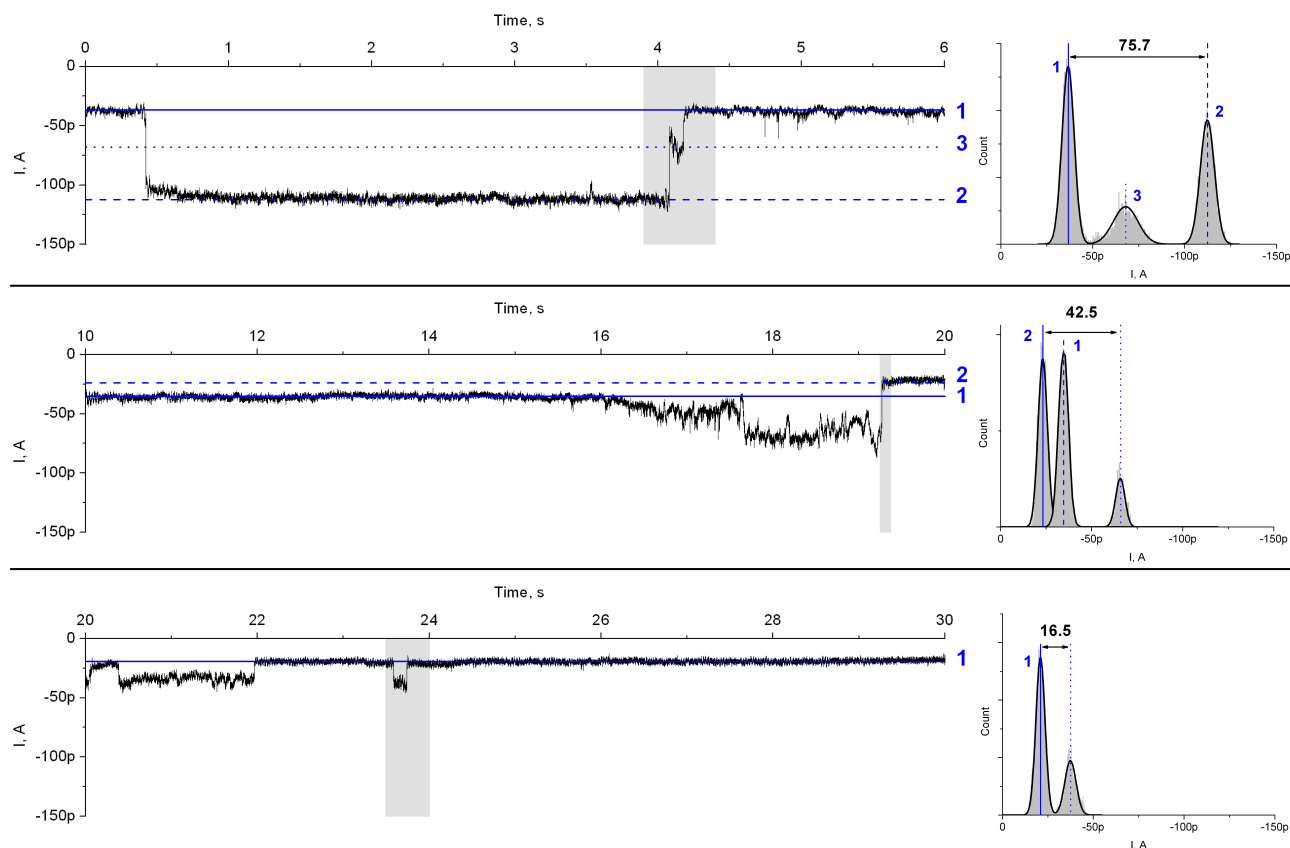 Time, s
0 1 2 3 4 5 6
0
-50p
-100p
-150p
I, A
1
3
2
75.7
1
2
3
Count
0 -50p -100p -150p
I, A
Time, s
10 12 14 16 18 20
0
-50p
-100p
-150p
I, A
2
1
42.5
2
1
Count
0 -50p -100p -150p
I, A
Time, s
20 22 24 26 28 30
0
-50p
-100p
-150p
I, A
1
16.5
1
Count
0 -50p -100p -150p
I, A